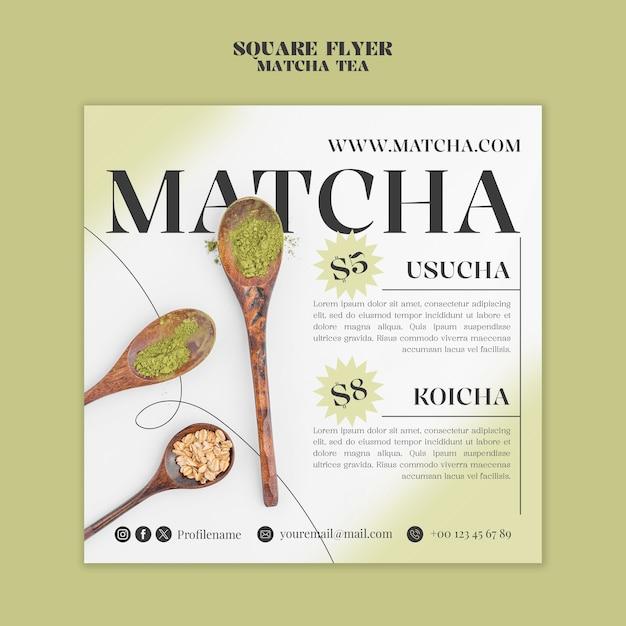 SQUARE FLYER
MATCHA TEA
WWW.MATCHA.COM
MATCHA
$5
USUCHA
Lorem ipsum dolor sit amet, consectetur adipiscing
elit, sed do eiusmod tempor incididunt ut labore et
dolore magna aliqua. Quis ipsum suspendisse
ultrices gravida. Risus commodo viverra maecenas
accumsan lacus vel facilisis.
$8
KOICHA
Lorem ipsum dolor sit amet, consectetur adipiscing
elit, sed do eiusmod tempor incididunt ut labore et
dolore magna aliqua. Quis ipsum suspendisse
ultrices gravida. Risus commodo viverra maecenas
accumsan lacus vel facilisis.
Profilename
youremail@mail.com
+00 123 45 67 89